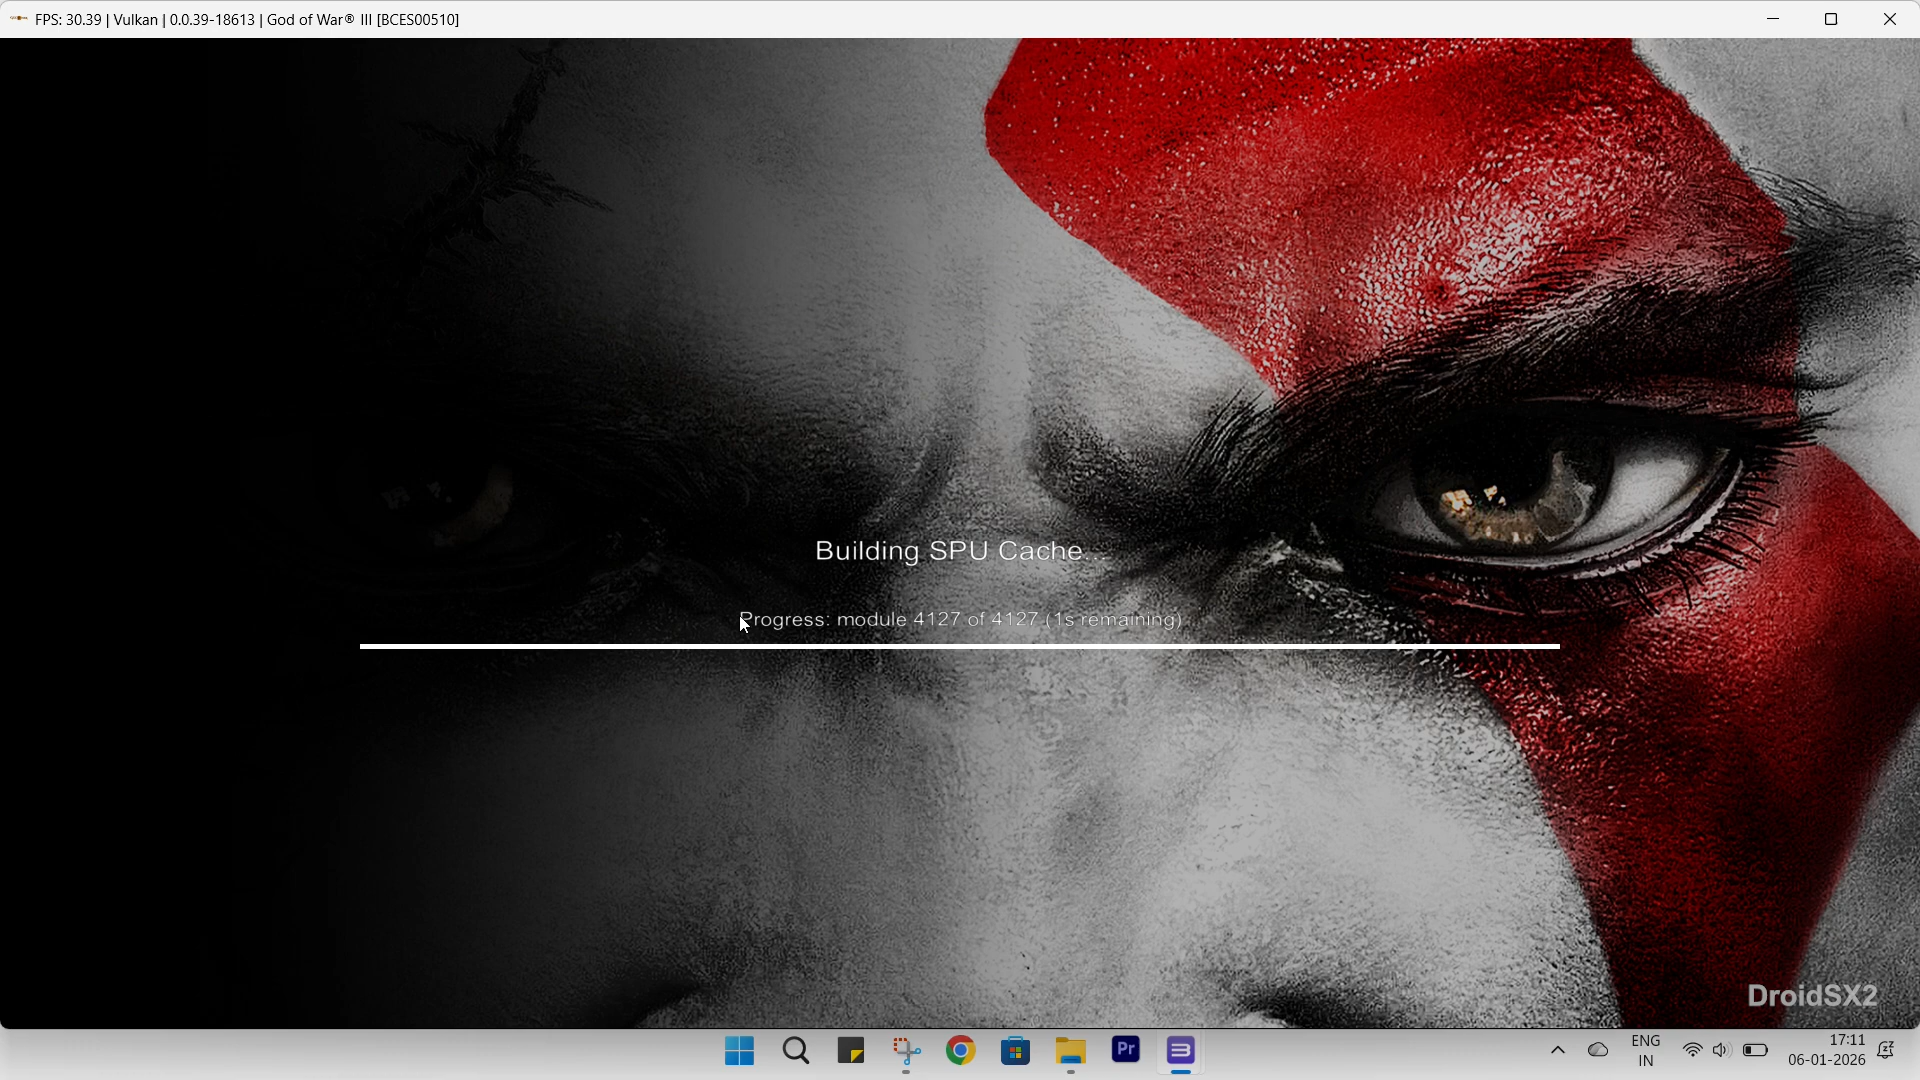 FPS: 30.39 | Vulkan | 0.0.39-18613 | God of War® III [BCES00510]
Building SPU Cache...
Progress: module 4127 of 4127 (1s remaining)
DroidSX2
Pr
ENG
IN
17:11
06-01-2026